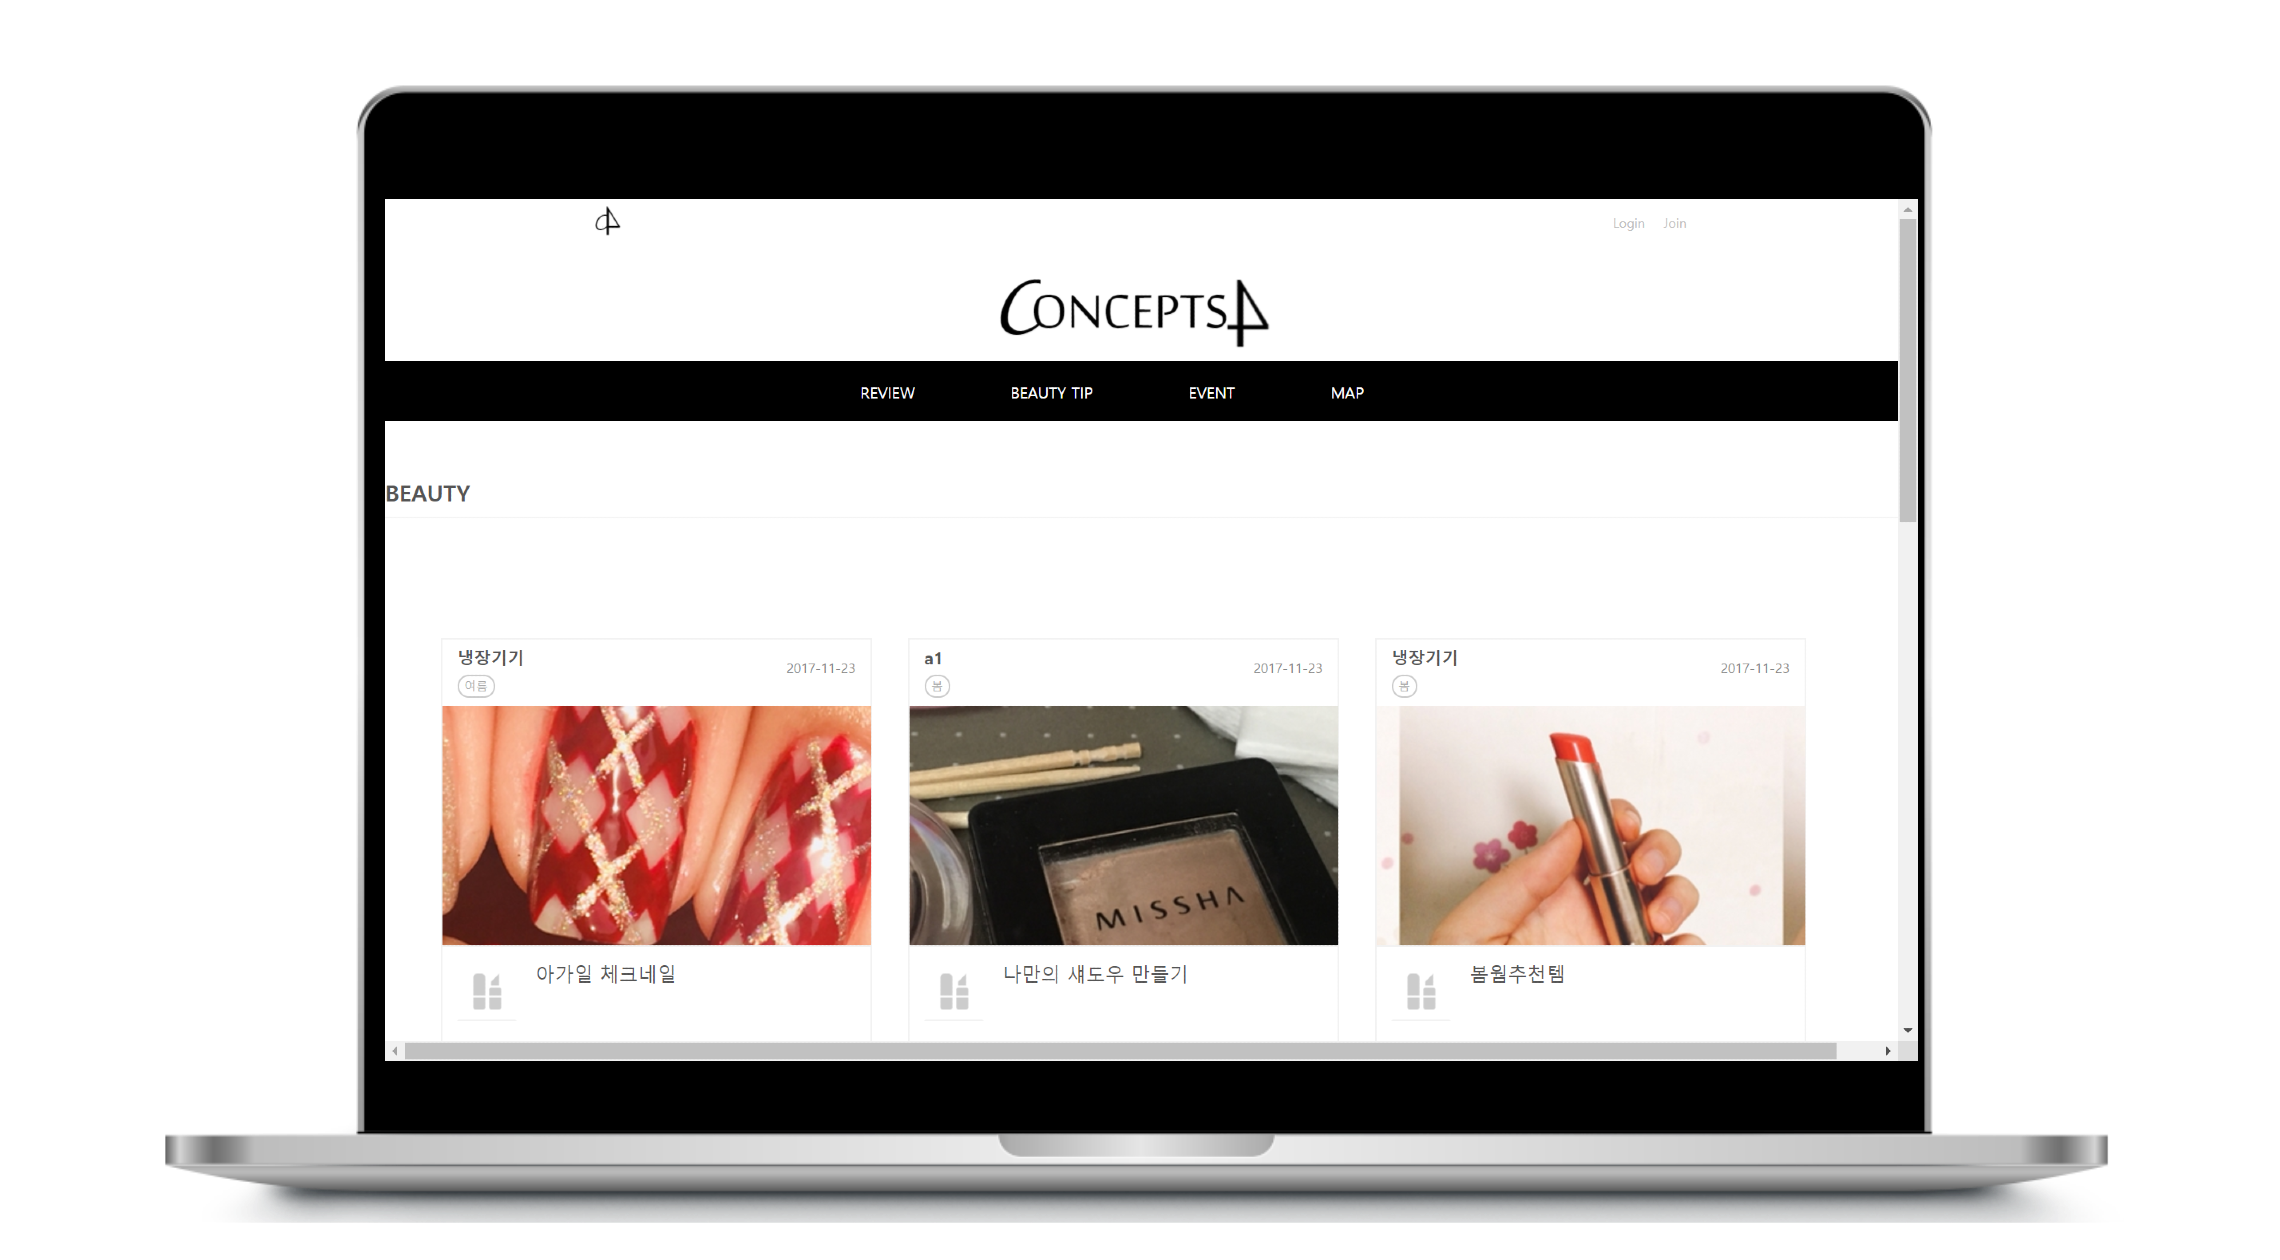 Login Join
CONCEPTS4
REVIEW BEAUTY TIP EVENT MAP
BEAUTY
냉장기기 2017-11-23
여름
a1 2017-11-23
봄
냉장기기 2017-11-23
봄
MISSHA
아가일 체크네일
나만의 섀도우 만들기
봄웜추천템